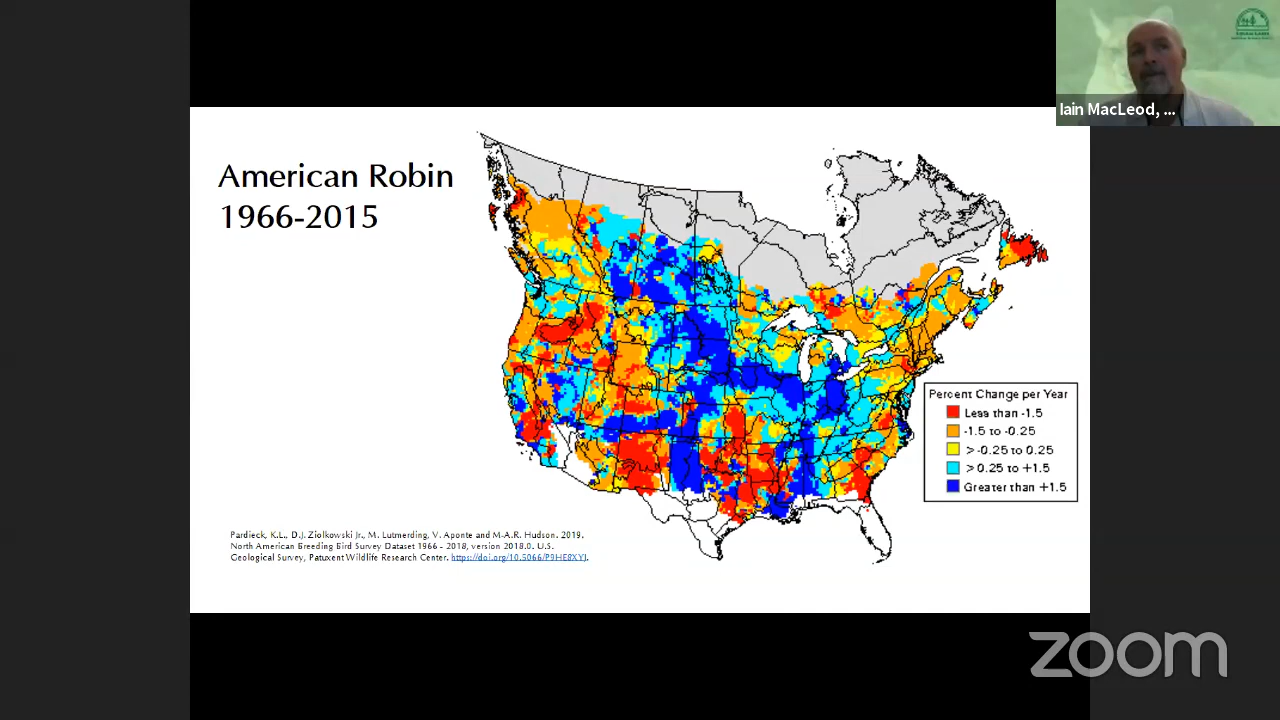 Iain MacLeod, ...
American Robin
1966-2015
Percent Change per Year
Less than -1.5
-1.5 to -0.25
> -0.25 to 0.25
> 0.25 to +1.5
Greater than +1.5
Pardieck, K.L., D.J. Ziolkowski Jr., M. Lutmerding, V. Aponte and M-A.R. Hudson. 2019.
North American Breeding Bird Survey Dataset 1966 - 2018, version 2018.0. U.S.
Geological Survey, Patuxent Wildlife Research Center. https://doi.org/10.5066/P9HE8XYJ.
zoom